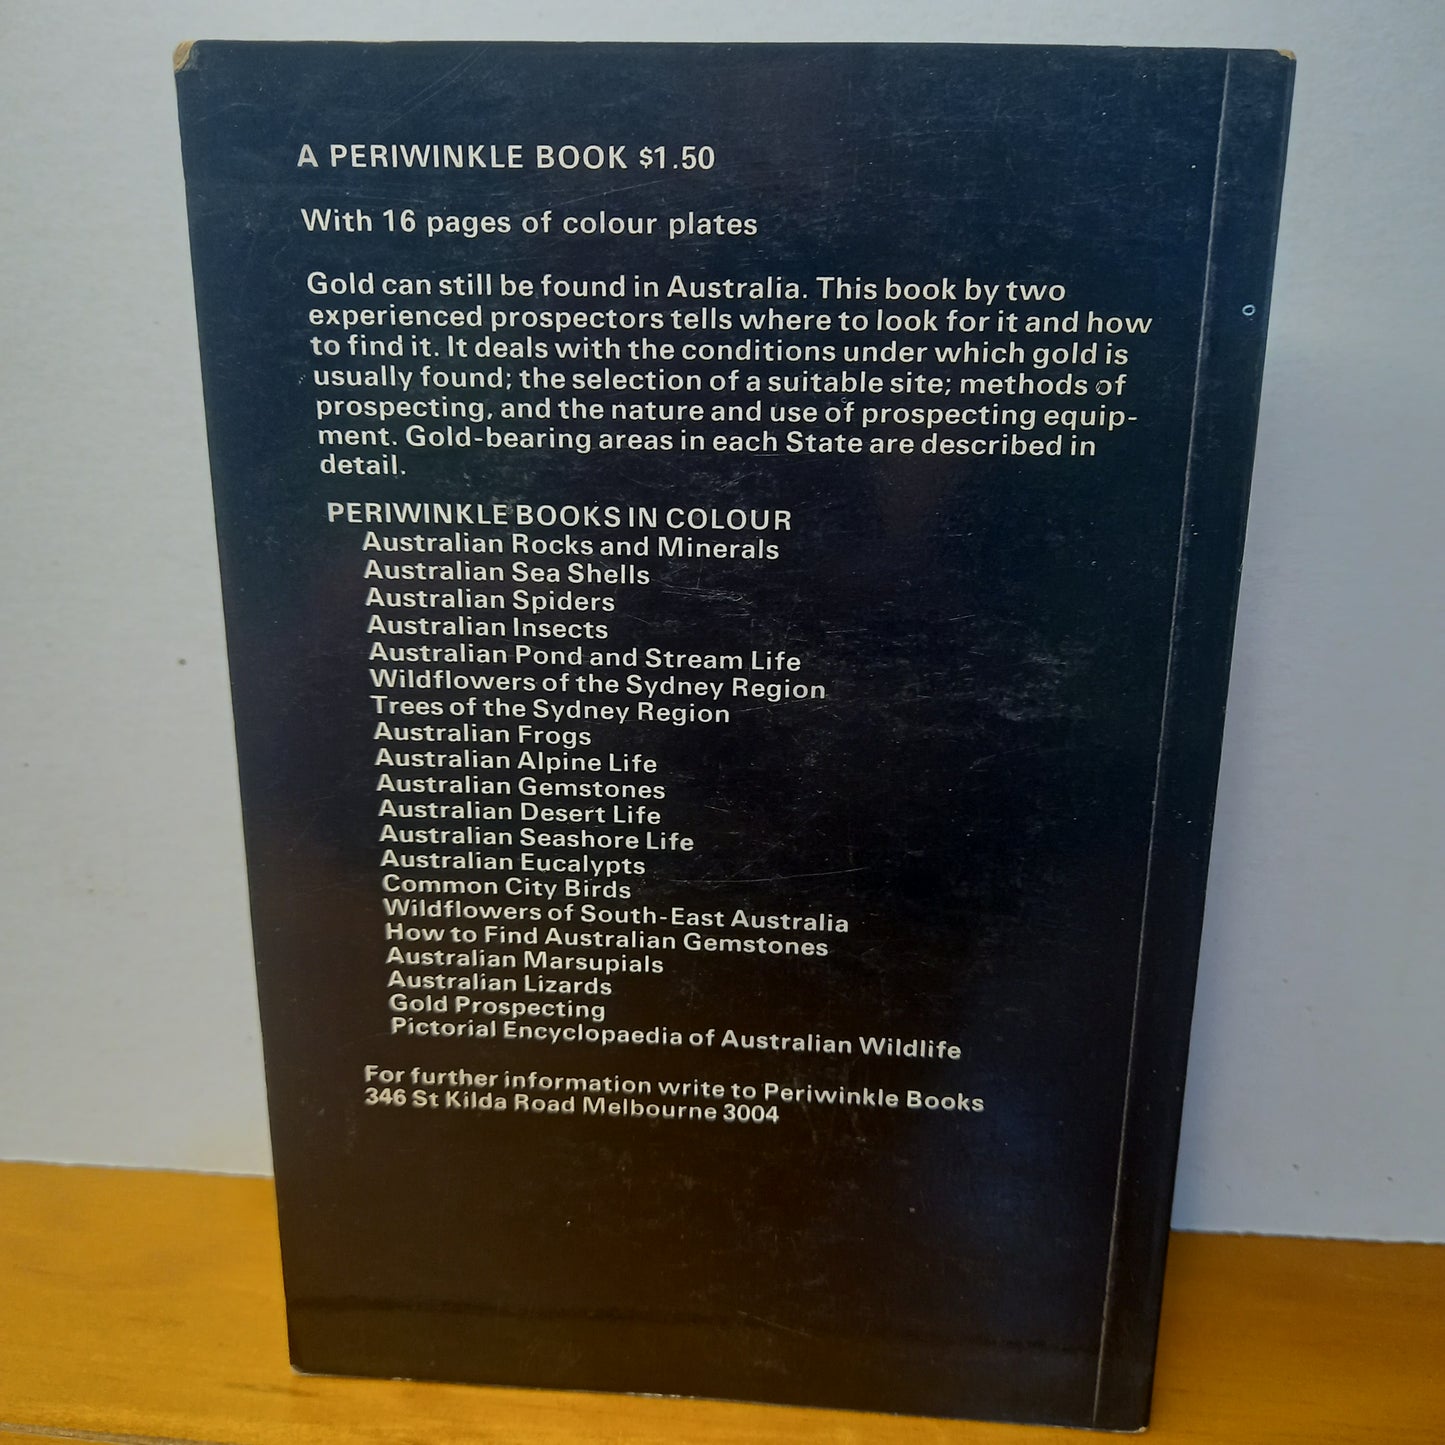 A PERIWINKLE BOOK $1.50
With 16 pages of colour plates
Gold can still be found in Australia. This book by two
experienced prospectors tells where to look for it and how
to find it. It deals with the conditions under which gold is
usually found; the selection of a suitable site; methods of
prospecting, and the nature and use of prospecting equip-
ment. Gold-bearing areas in each State are described in
detail.
PERIWINKLE BOOKS IN COLOUR
Australian Rocks and Minerals
Australian Sea Shells
Australian Spiders
Australian Insects
Australian Pond and Stream Life
Wildflowers of the Sydney Region
Trees of the Sydney Region
Australian Frogs
Australian Alpine Life
Australian Gemstones
Australian Desert Life
Australian Seashore Life
Australian Eucalypts
Common City Birds
Wildflowers of South-East Australia
How to Find Australian Gemstones
Australian Marsupials
Australian Lizards
Gold Prospecting
Pictorial Encyclopaedia of Australian Wildlife
For further information write to Periwinkle Books
346 St Kilda Road Melbourne 3004